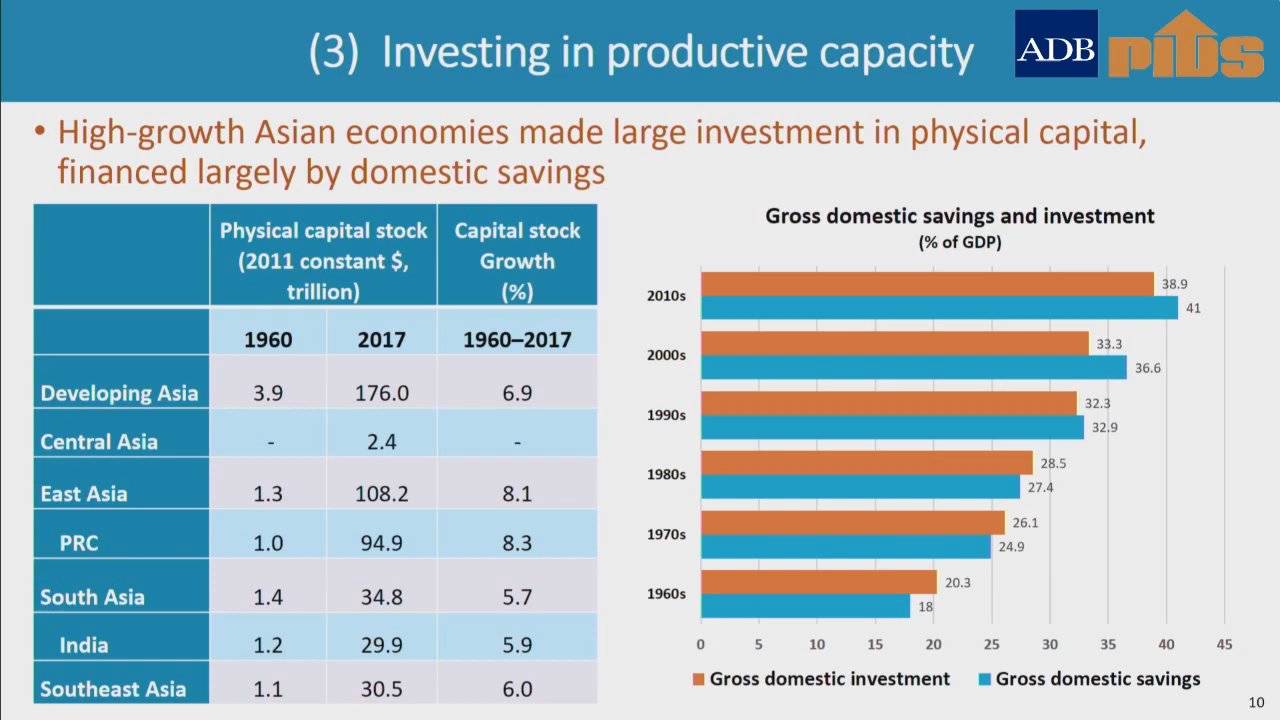 (3) Investing in productive capacity
ADB
PIDS
• High-growth Asian economies made large investment in physical capital,
financed largely by domestic savings
Physical capital stock
(2011 constant $,
trillion)
Capital stock
Growth
(%)
1960 2017 1960–2017
Developing Asia 3.9 176.0 6.9
Central Asia - 2.4 -
East Asia 1.3 108.2 8.1
PRC 1.0 94.9 8.3
South Asia 1.4 34.8 5.7
India 1.2 29.9 5.9
Southeast Asia 1.1 30.5 6.0
Gross domestic savings and investment
(% of GDP)
2010s 38.9
41
2000s 33.3
36.6
1990s 32.3
32.9
1980s 28.5
27.4
1970s 26.1
24.9
1960s 20.3
18
0 5 10 15 20 25 30 35 40 45
Gross domestic investment Gross domestic savings
10